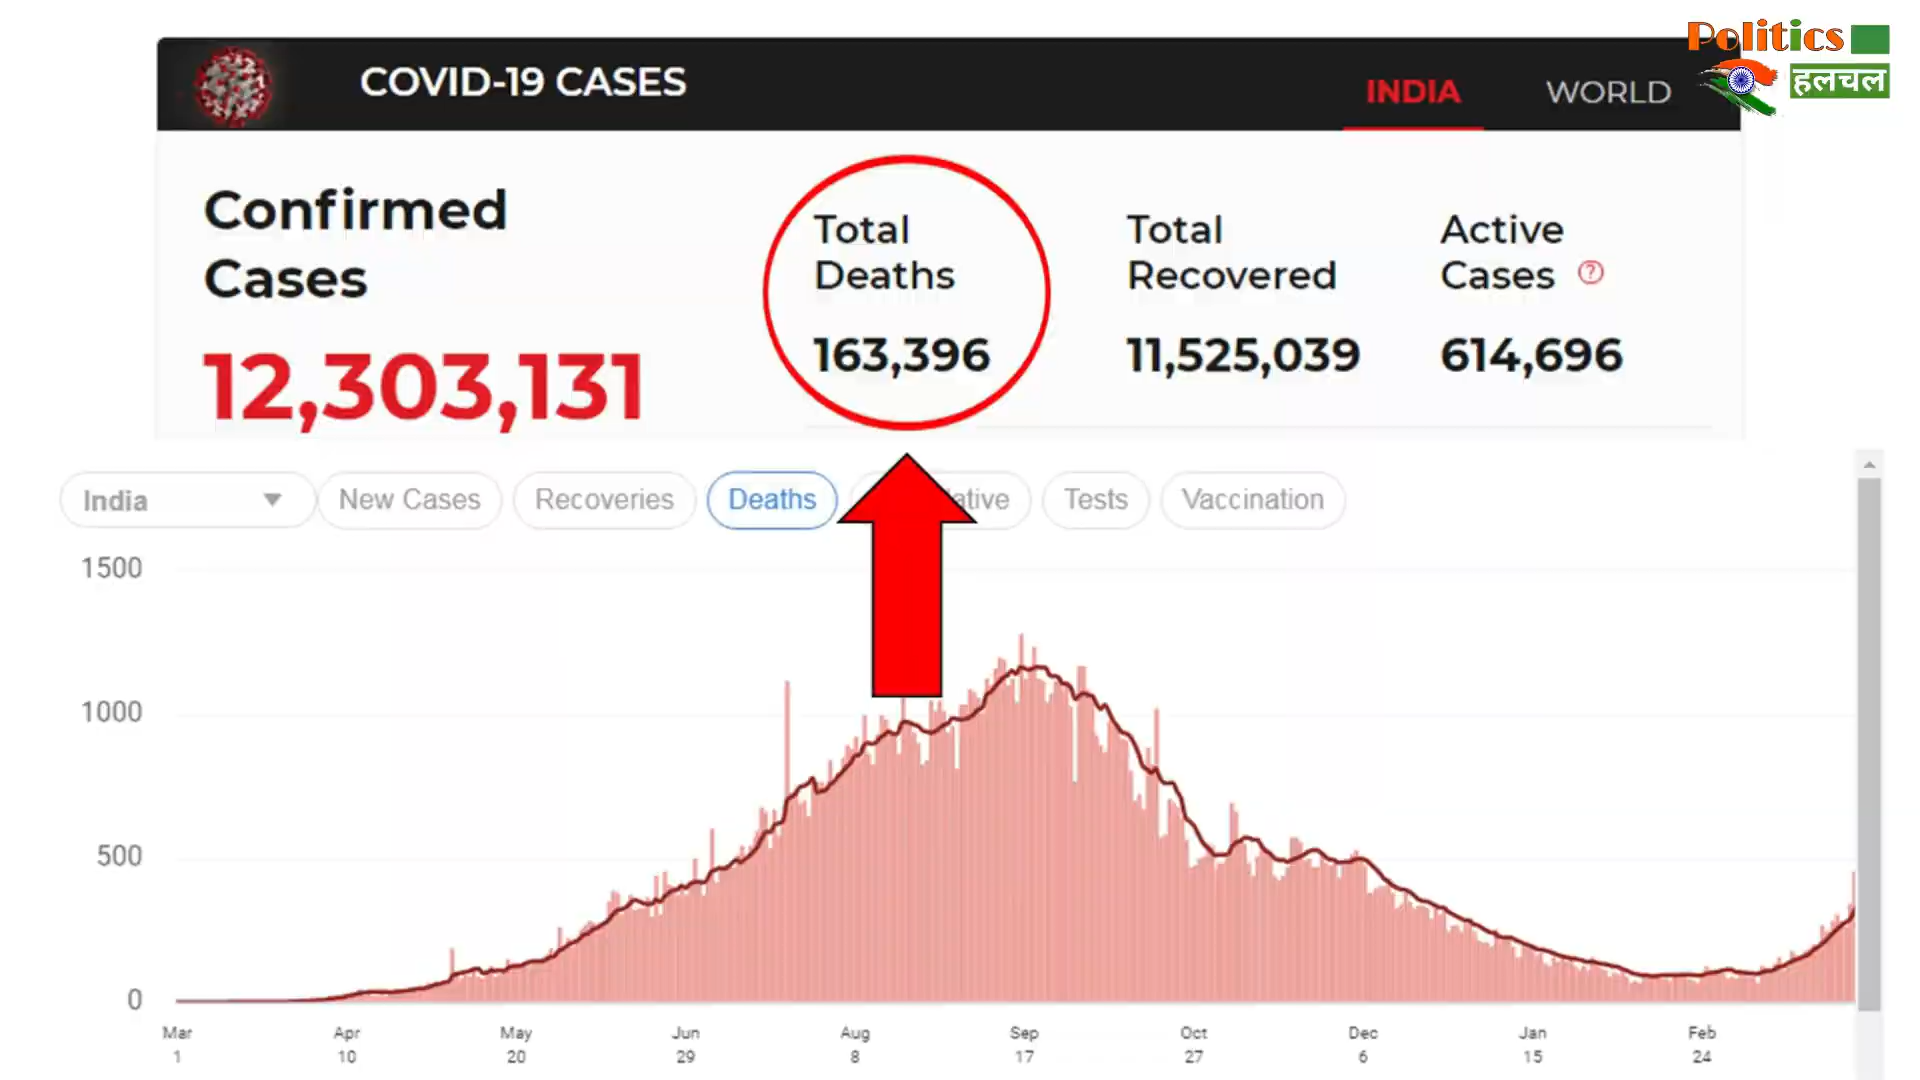 Politics
हलचल
COVID-19 CASES
INDIA
WORLD
Confirmed
Cases
12,303,131
Total
Deaths
163,396
Total
Recovered
11,525,039
Active
Cases ?
614,696
India
New Cases
Recoveries
Deaths
Tests
Vaccination
1500
1000
500
0
Mar
1
Apr
10
May
20
Jun
29
Aug
8
Sep
17
Oct
27
Dec
6
Jan
15
Feb
24